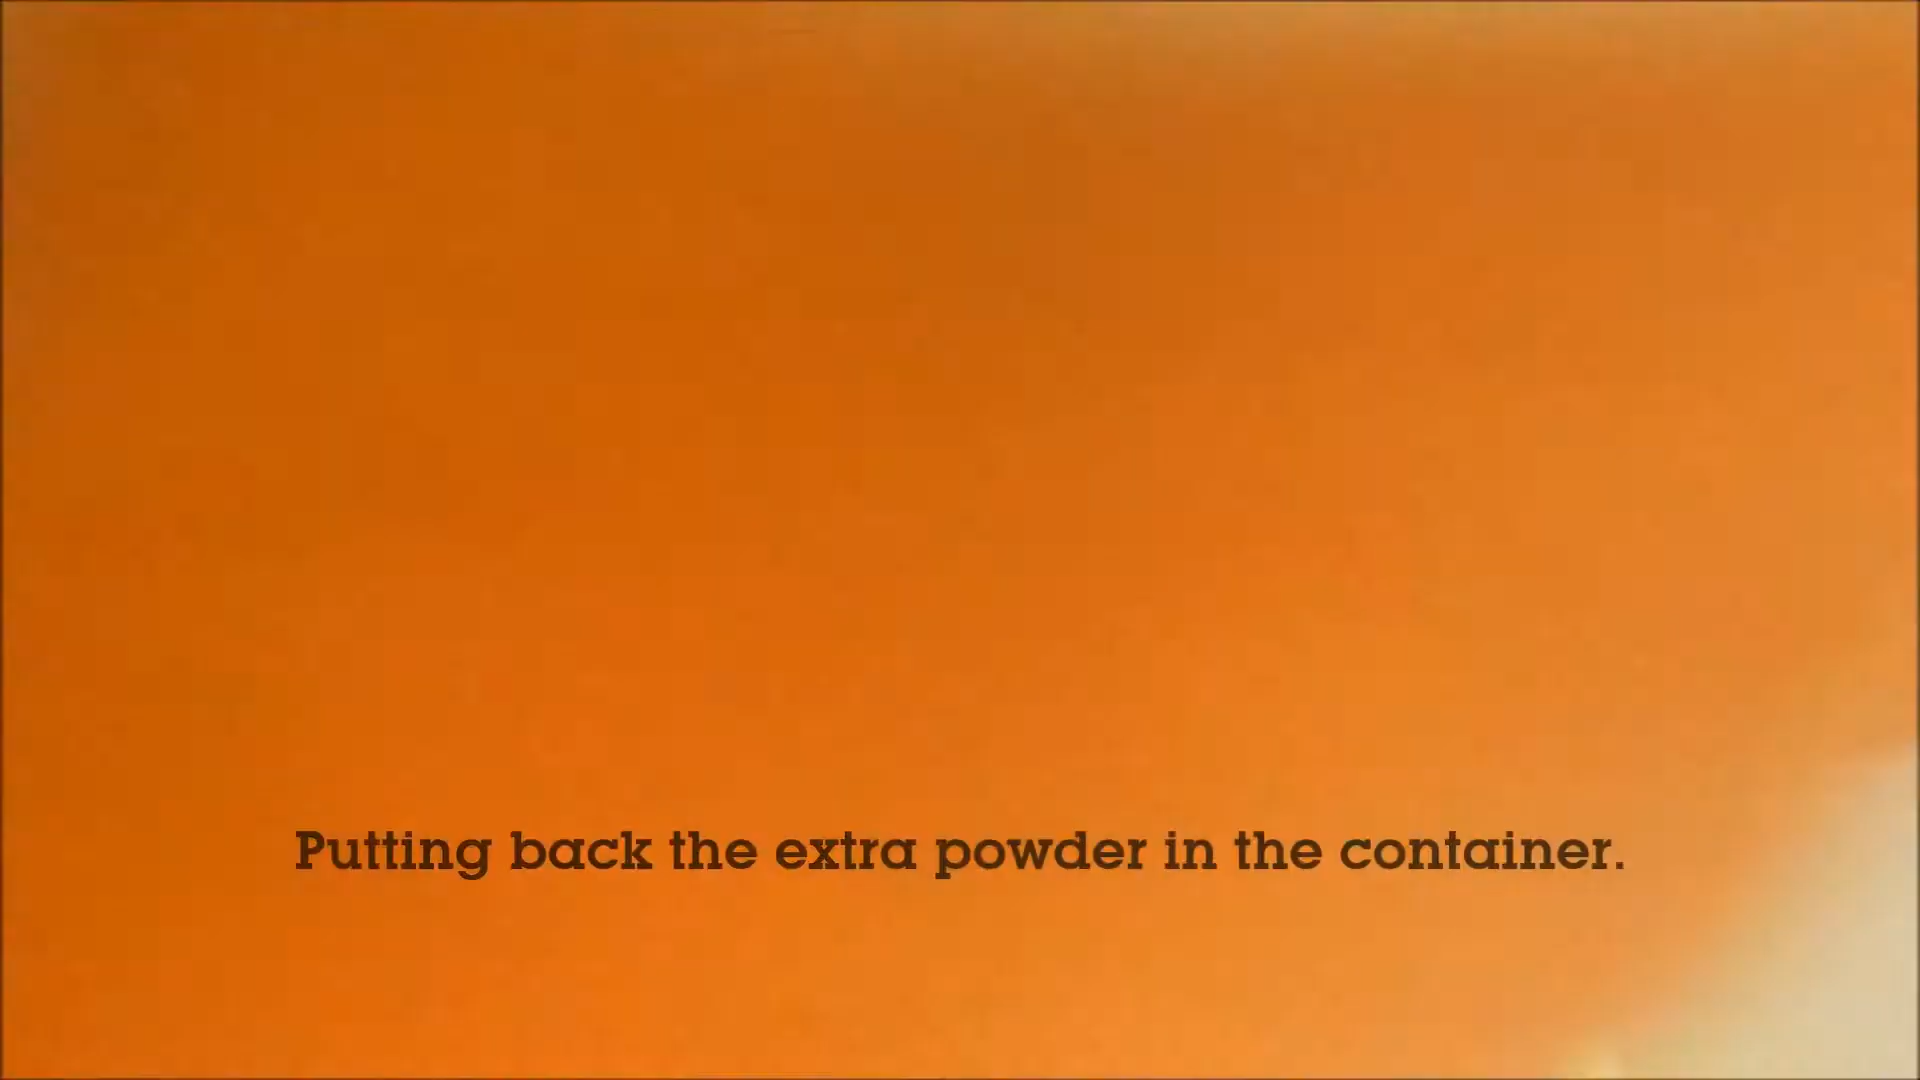 Putting back the extra powder in the container.